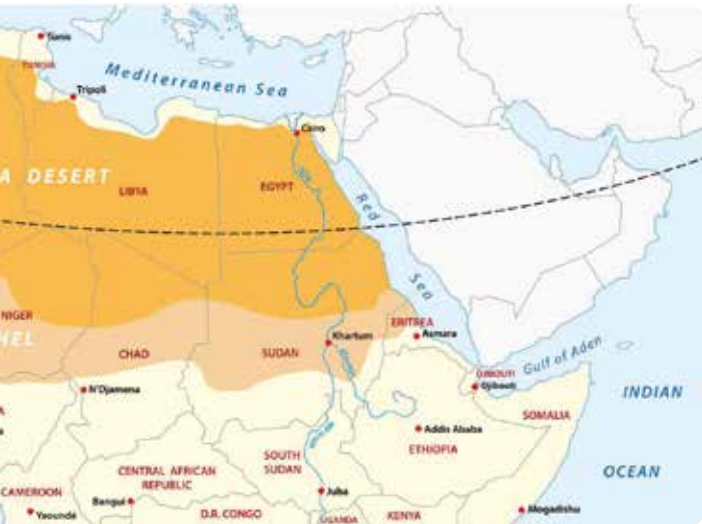 Tunis
TUNISIA
Mediterranean Sea
Tripoli
Cairo
A DESERT
LIBYA
EGYPT
Nile
Red
Sea
NIGER
HEL
CHAD
SUDAN
Khartum
ERITREA
Asmara
DJIBOUTI
Djibouti
Gulf of Aden
N'Djamena
INDIAN
OCEAN
SOMALIA
Addis Ababa
ETHIOPIA
SOUTH
SUDAN
CENTRAL AFRICAN
REPUBLIC
CAMEROON
Yaoundé
Bangui
D.R. CONGO
Juba
UGANDA
KENYA
Mogadishu